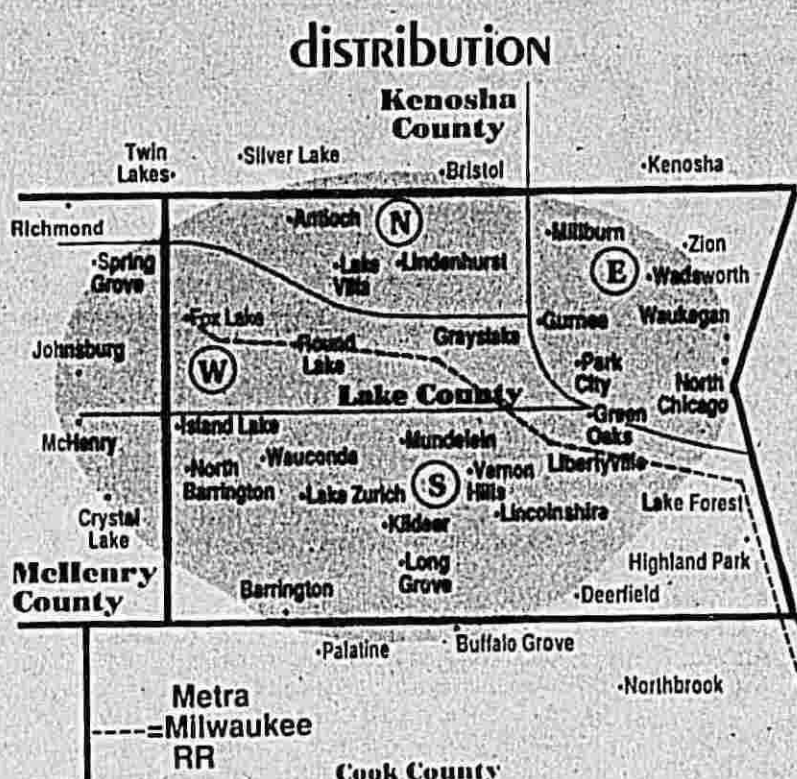 distribution
Kenosha
County
Twin
Lakes
Silver Lake
Bristol
Kenosha
Richmond
Antioch
N
Millburn
Zion
Spring
Grove
Lake
Villa
Lindenhurst
E
Wadsworth
Fox Lake
Gurnee
Waukegan
Johnsburg
Round
Lake
Grayslake
W
Park
City
North
Chicago
Lake County
Island Lake
Green
Oaks
McHenry
Mundelein
North
Barrington
Wauconda
Vernon
Hills
Libertyville
Lake Zurich
S
Lincolnshire
Lake Forest
Crystal
Lake
Kildeer
Long
Grove
Highland Park
McHenry
County
Barrington
Deerfield
Palatine
Buffalo Grove
Northbrook
Metra
----=Milwaukee
RR
Cook County